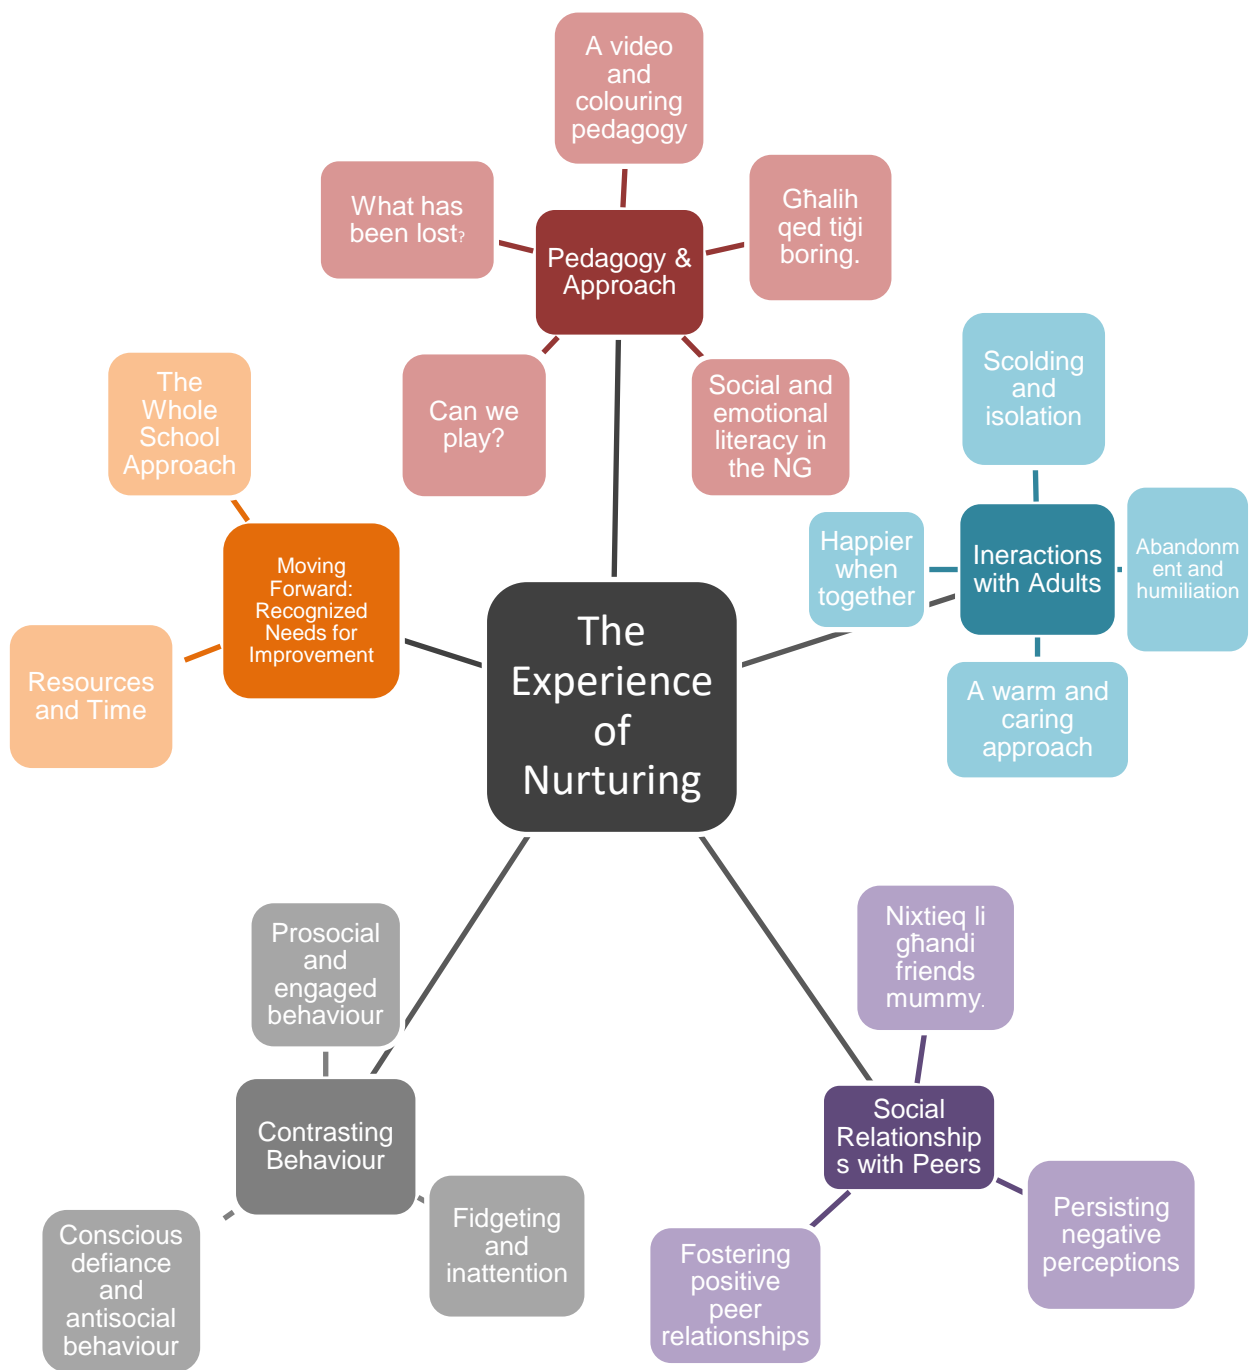 A video
and
colouring
pedagogy
What has
been lost?
Għalih
qed tiġi
boring.
Pedagogy &
Approach
Can we
play?
Social and
emotional
literacy in
the NG
The
Whole
School
Approach
Moving
Forward:
Recognized
Needs for
Improvement
Resources
and Time
Scolding
and
isolation
Happier
when
together
Ineractions
with Adults
Abandonm
ent and
humiliation
A warm and
caring
approach
The
Experience
of
Nurturing
Prosocial
and
engaged
behaviour
Contrasting
Behaviour
Conscious
defiance
and
antisocial
behaviour
Fidgeting
and
inattention
Nixtieq li
għandi
friends
mummy.
Social
Relationship
s with Peers
Fostering
positive
peer
relationships
Persisting
negative
perceptions